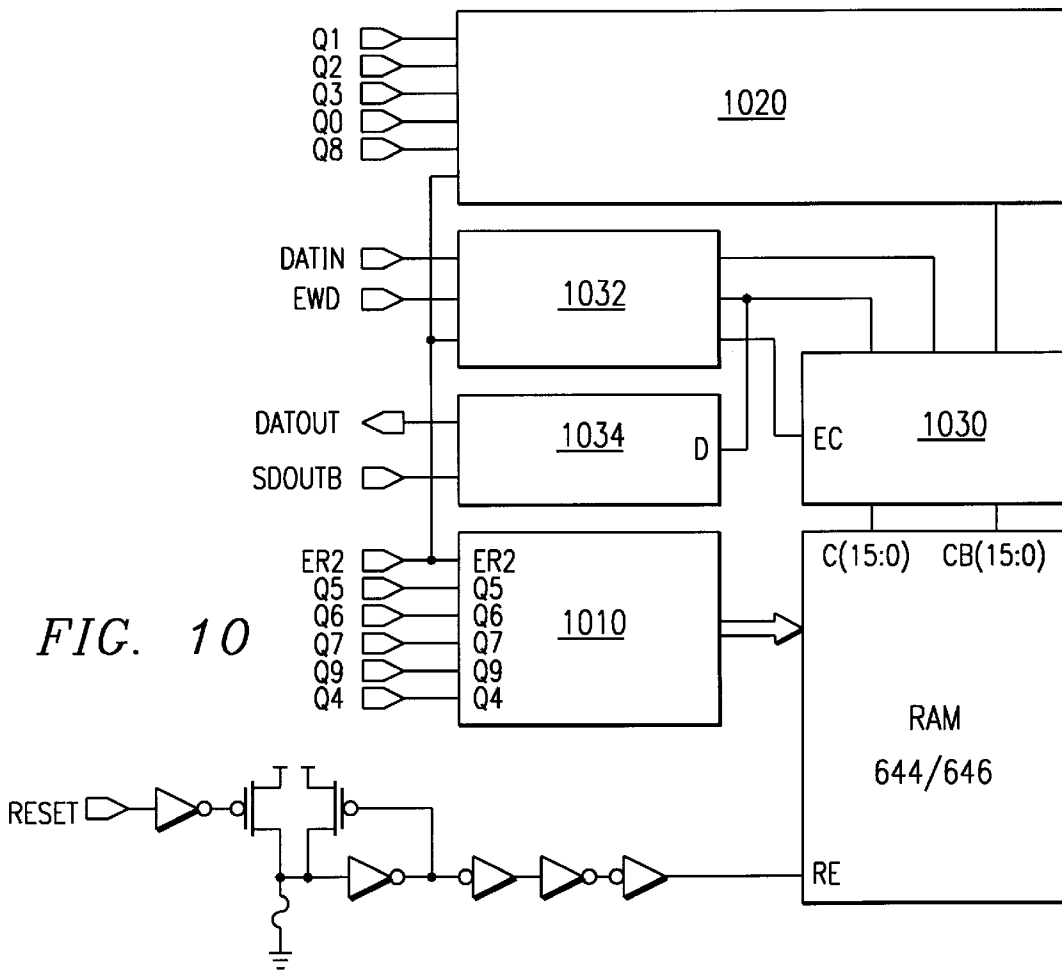 Q1
Q2
Q3
Q0
Q8
1020
DATIN
EWD
1032
DATOUT
SDOUTB
1034
D
EC
1030
C(15:0) CB(15:0)
ER2
Q5
Q6
Q7
Q9
Q4
ER2
Q5
Q6
Q7
Q9
Q4
1010
FIG. 10
RAM
644/646
RESET
RE